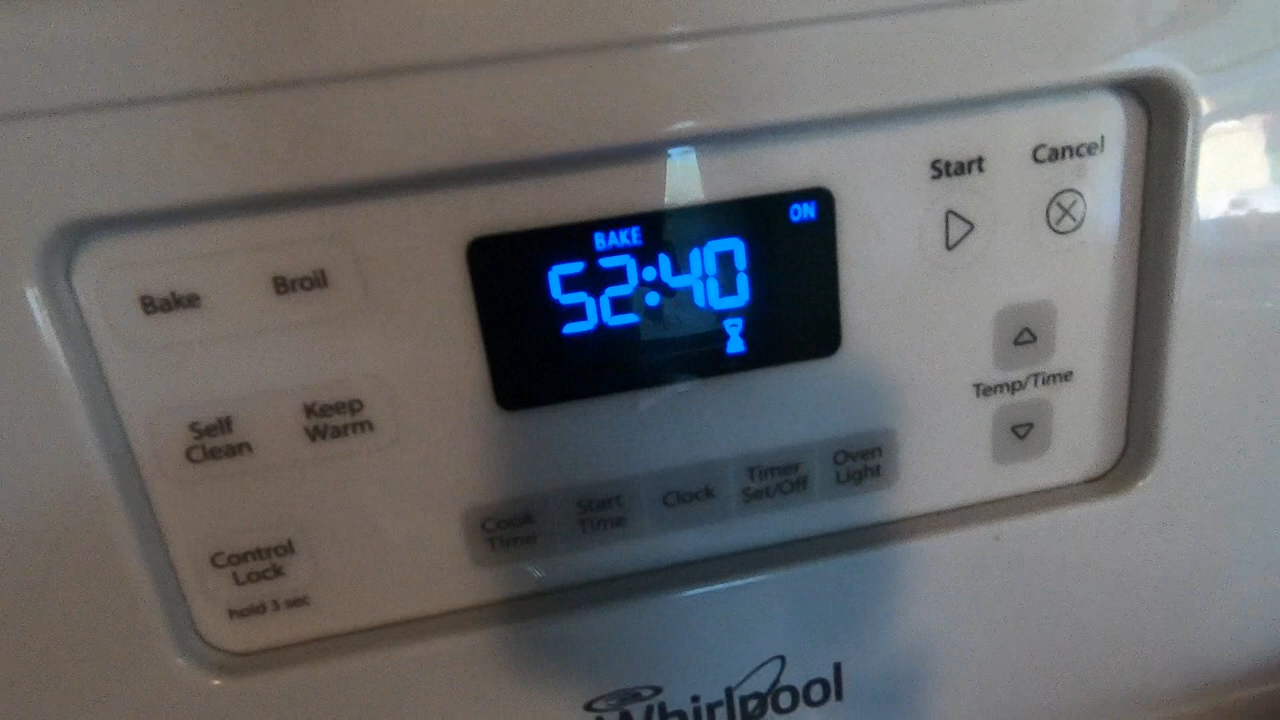 Start
Cancel
ON
BAKE
52:40
Bake
Broil
Temp/Time
Self
Clean
Keep
Warm
Cook
Time
Start
Time
Clock
Timer
Set/Off
Oven
Light
Control
Lock
hold 3 sec
Whirlpool